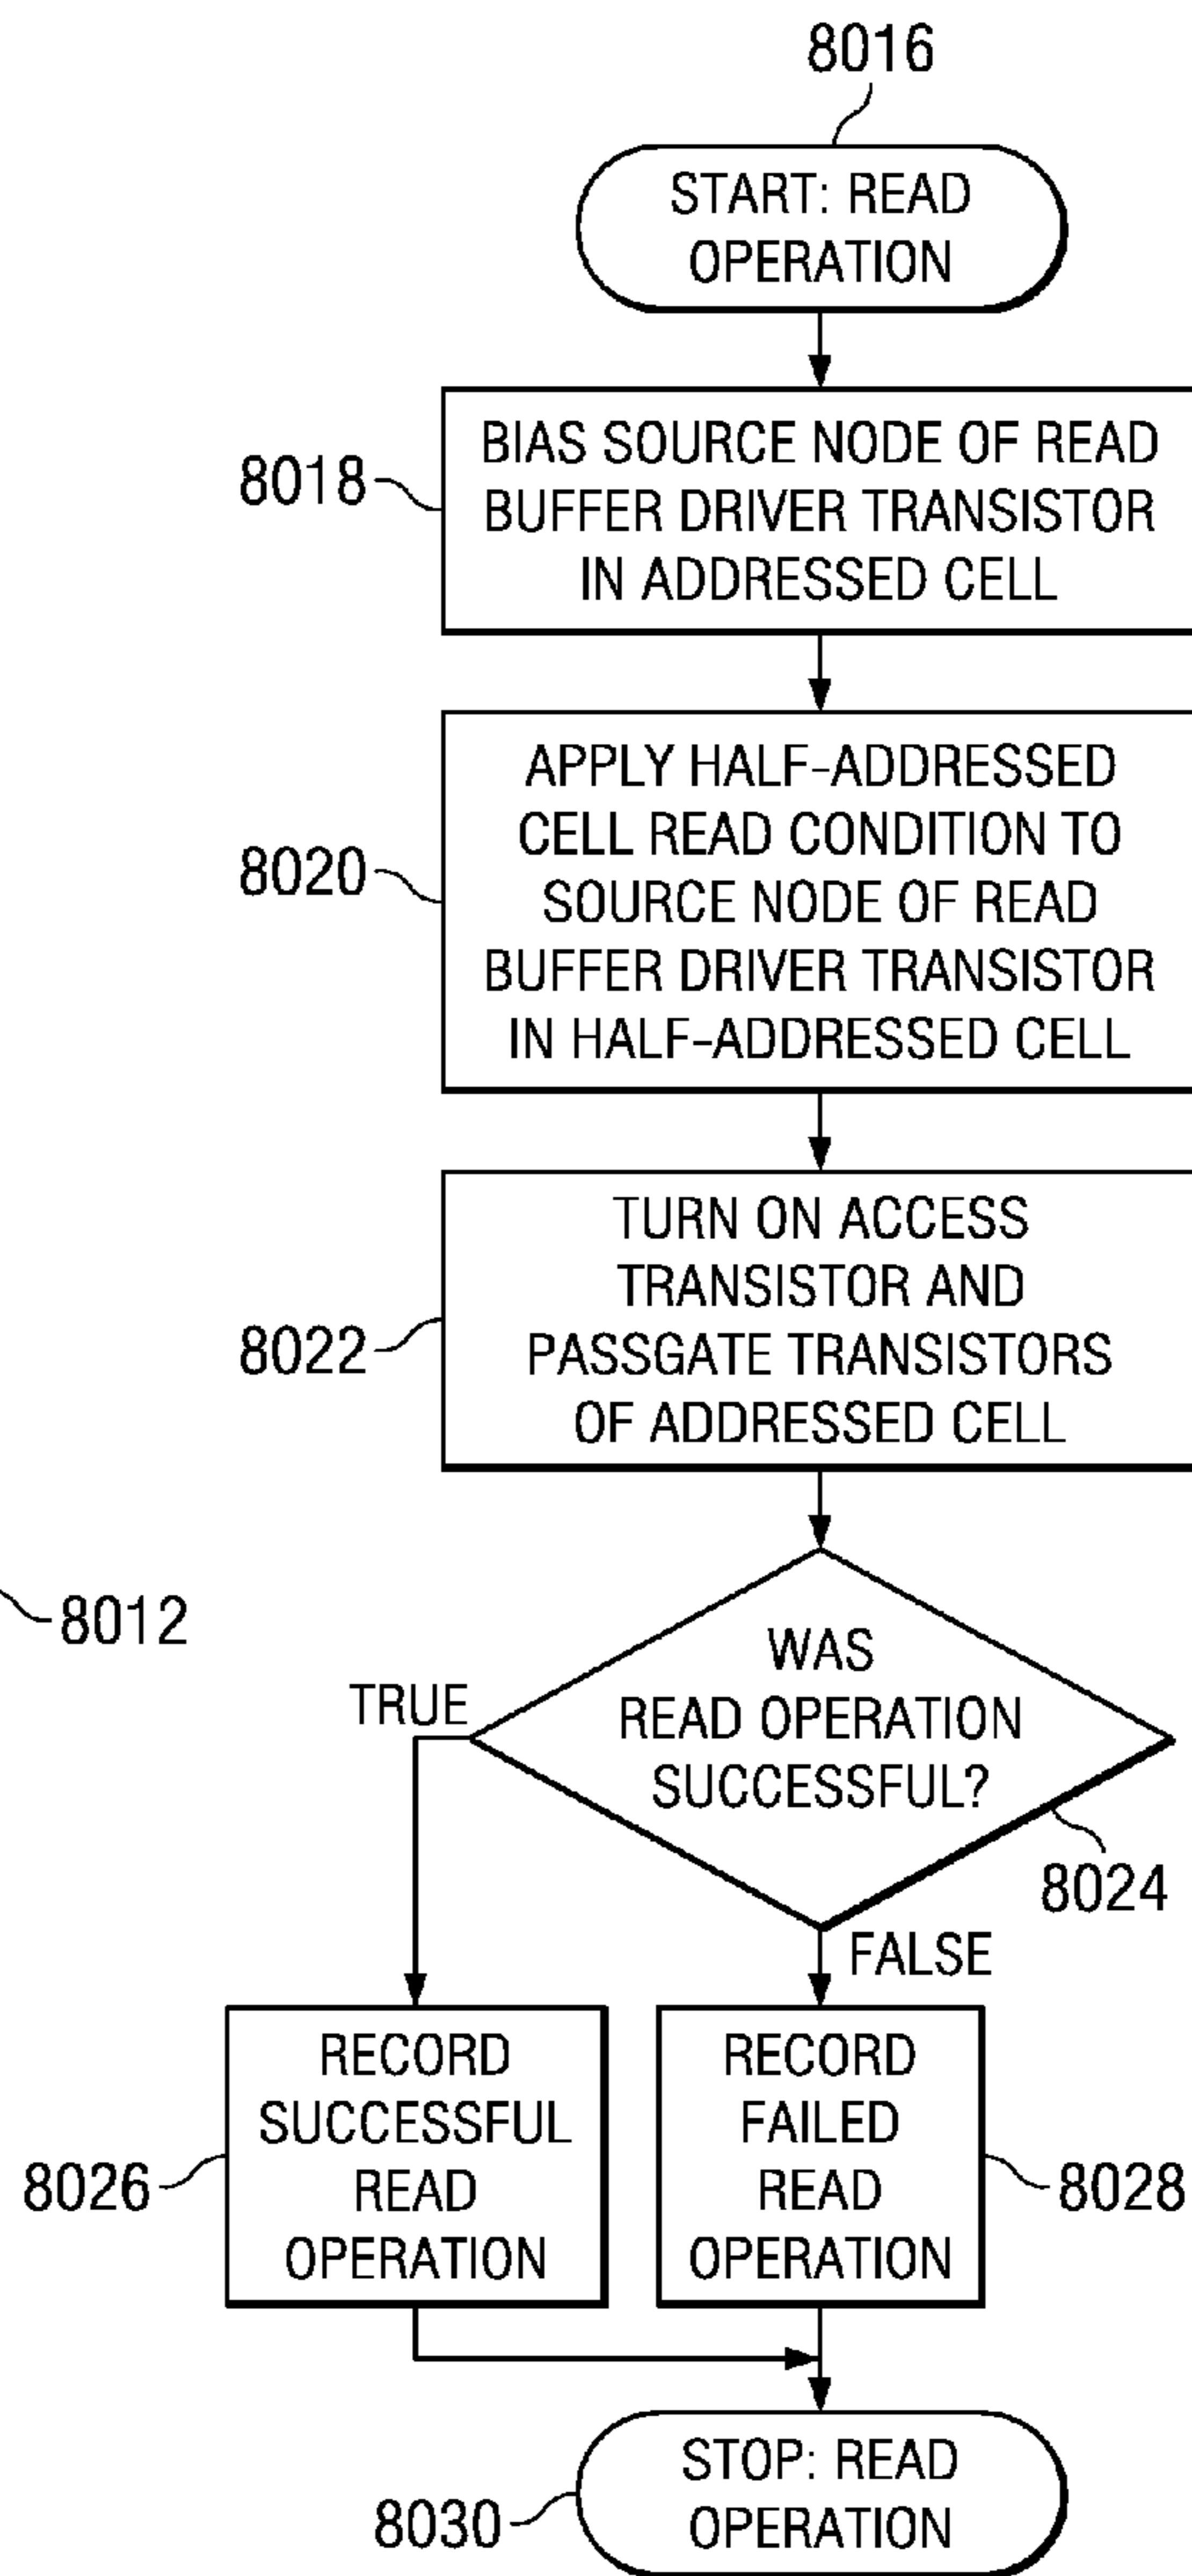 8016
START: READ
OPERATION
8018
BIAS SOURCE NODE OF READ
BUFFER DRIVER TRANSISTOR
IN ADDRESSED CELL
8020
APPLY HALF-ADDRESSED
CELL READ CONDITION TO
SOURCE NODE OF READ
BUFFER DRIVER TRANSISTOR
IN HALF-ADDRESSED CELL
8022
TURN ON ACCESS
TRANSISTOR AND
PASSGATE TRANSISTORS
OF ADDRESSED CELL
8012
WAS
READ OPERATION
SUCCESSFUL?
TRUE
8024
FALSE
RECORD
SUCCESSFUL
READ
OPERATION
8026
RECORD
FAILED
READ
OPERATION
8028
STOP: READ
OPERATION
8030